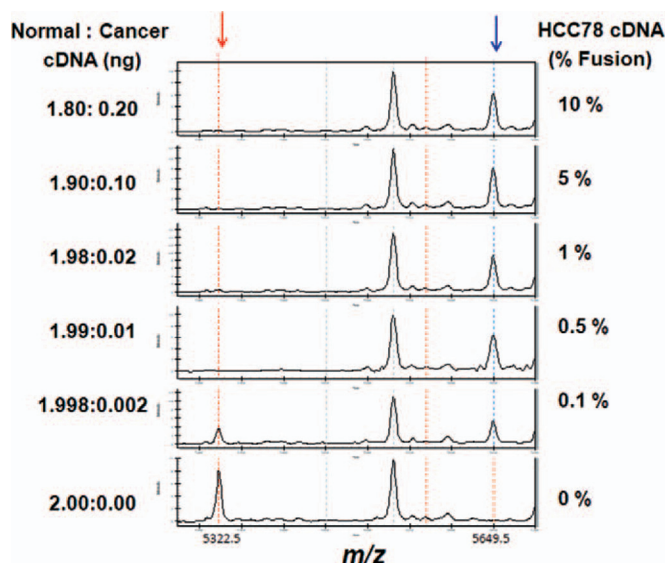 Normal : Cancer
cDNA (ng)
HCC78 cDNA
(% Fusion)
1.80: 0.20
10 %
1.90:0.10
5 %
1.98:0.02
1 %
1.99:0.01
0.5 %
1.998:0.002
0.1 %
2.00:0.00
0 %
5322.5
5649.5
m/z